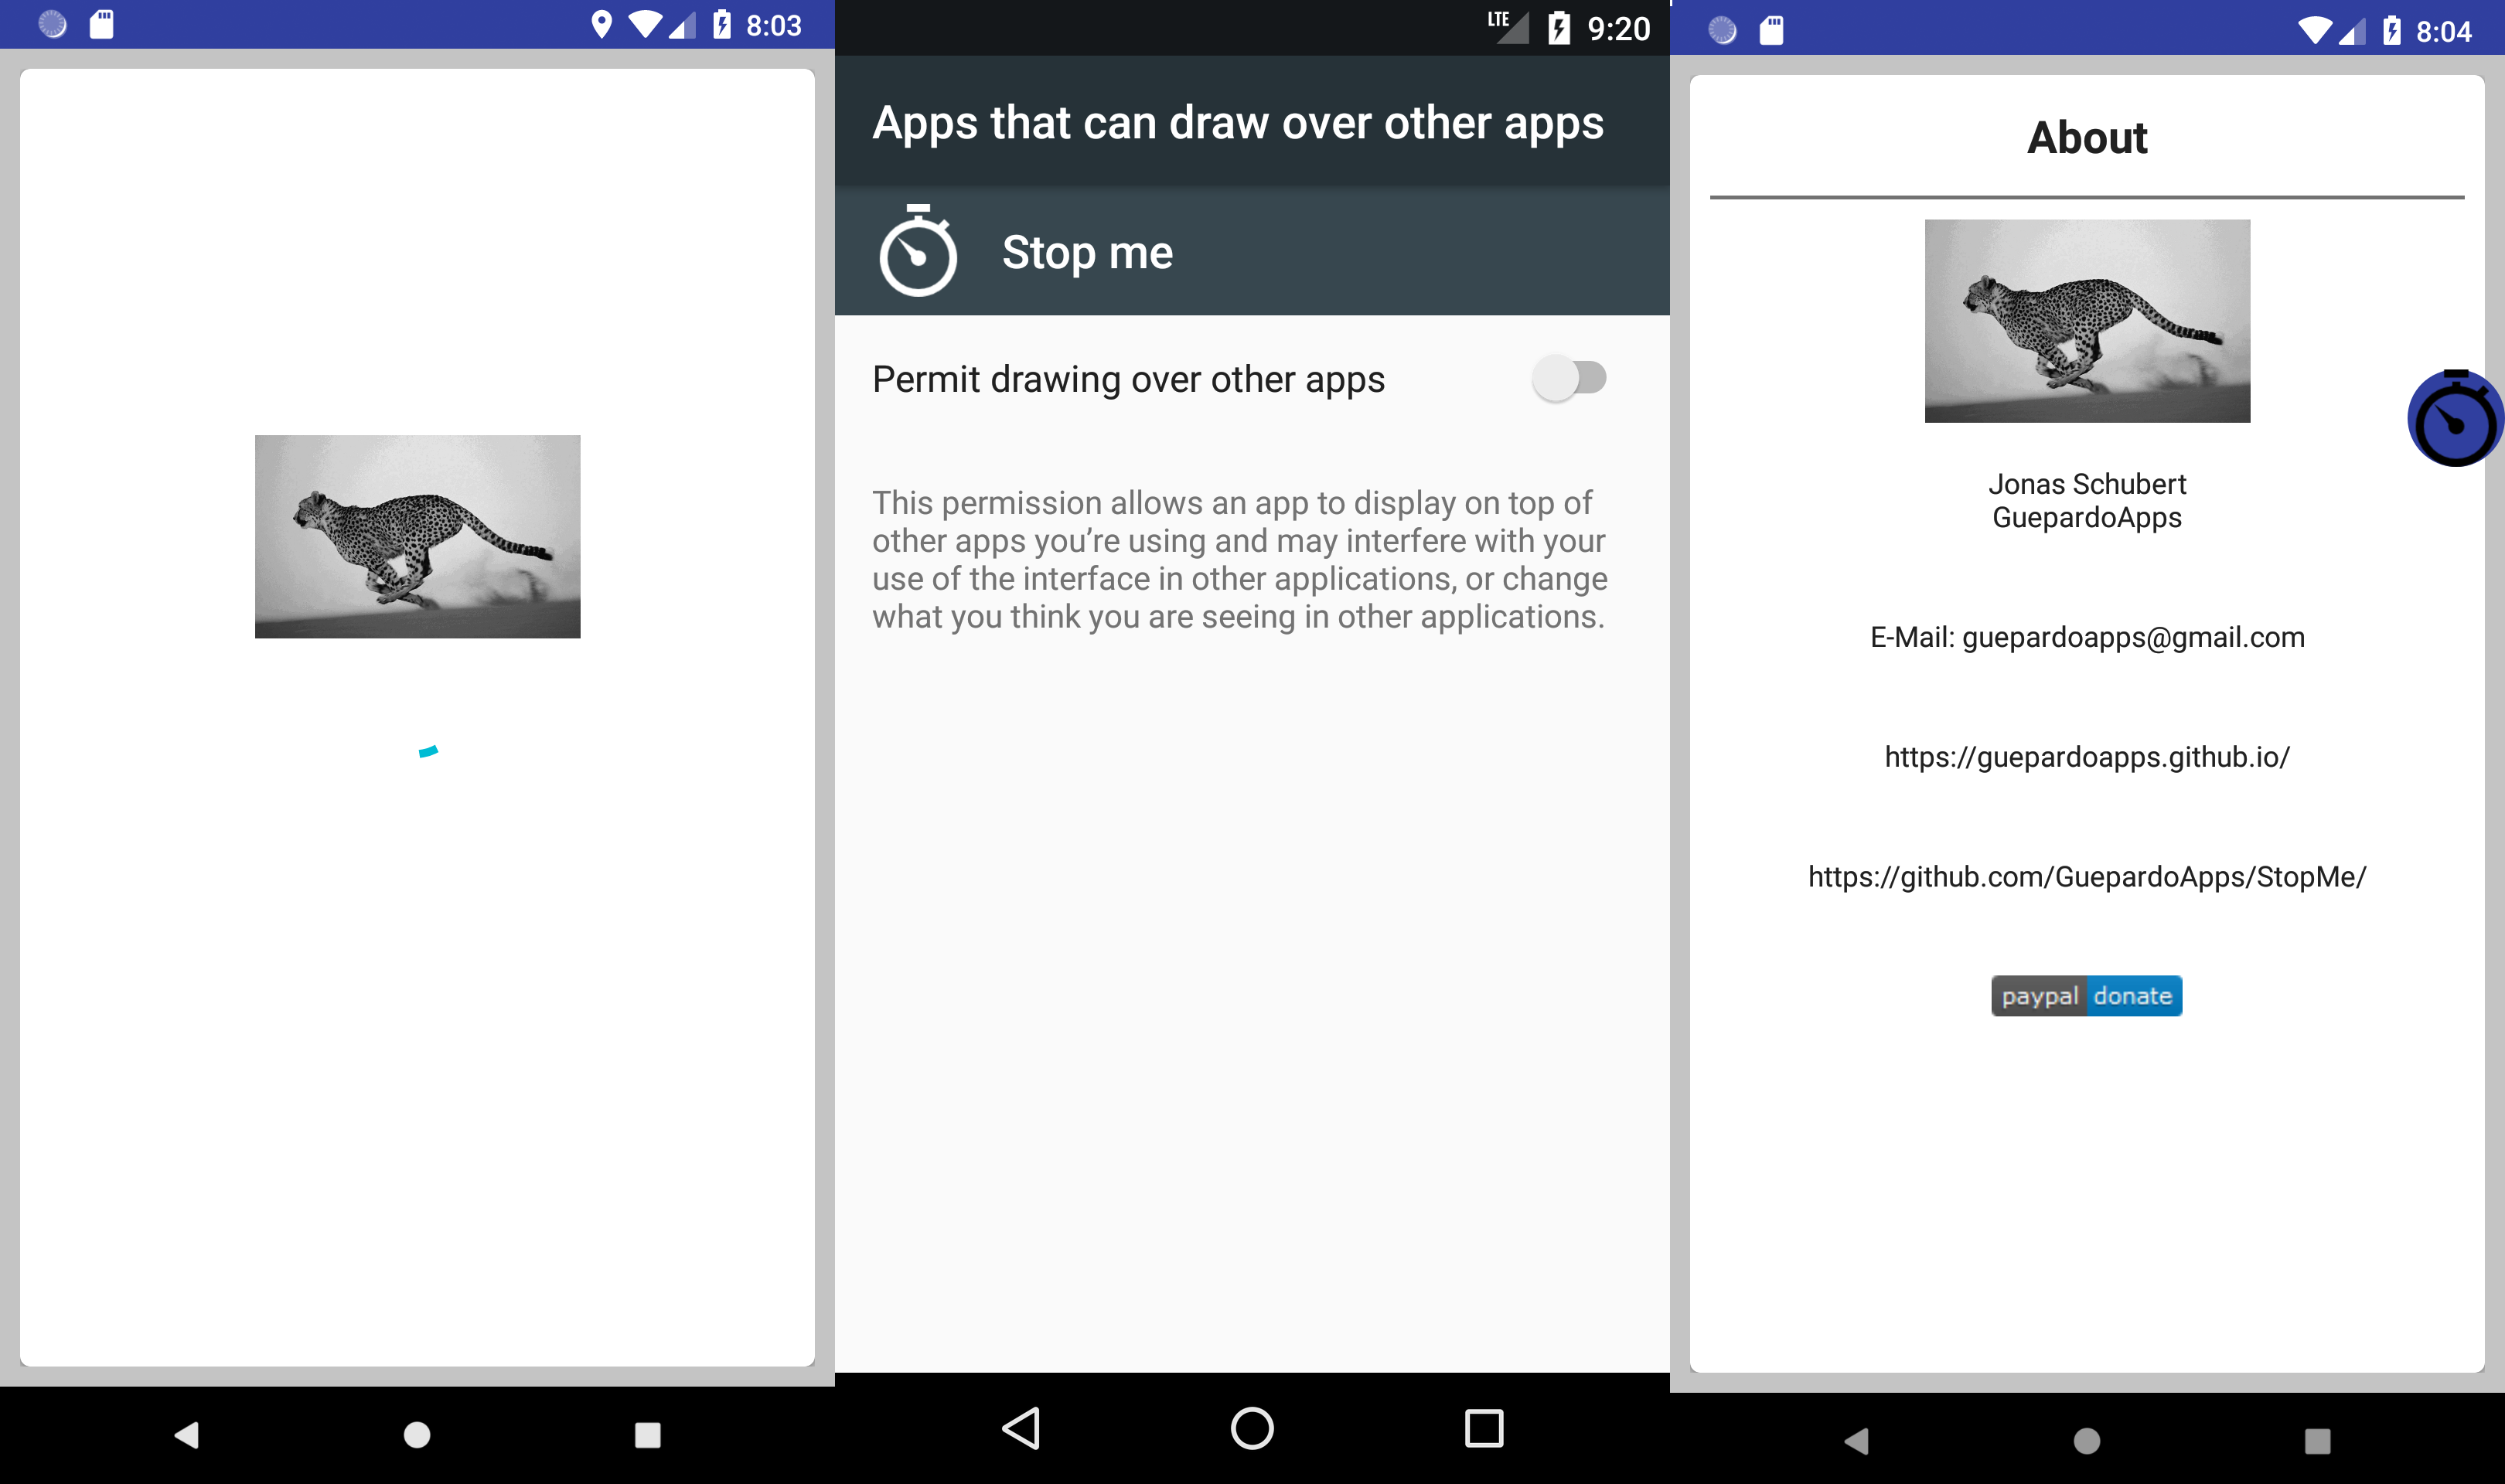 8:03
LTE 9:20
Apps that can draw over other apps
Stop me
Permit drawing over other apps
This permission allows an app to display on top of
other apps you’re using and may interfere with your
use of the interface in other applications, or change
what you think you are seeing in other applications.
8:04
About
Jonas Schubert
GuepardoApps
E-Mail: guepardoapps@gmail.com
https://guepardoapps.github.io/
https://github.com/GuepardoApps/StopMe/
paypal donate